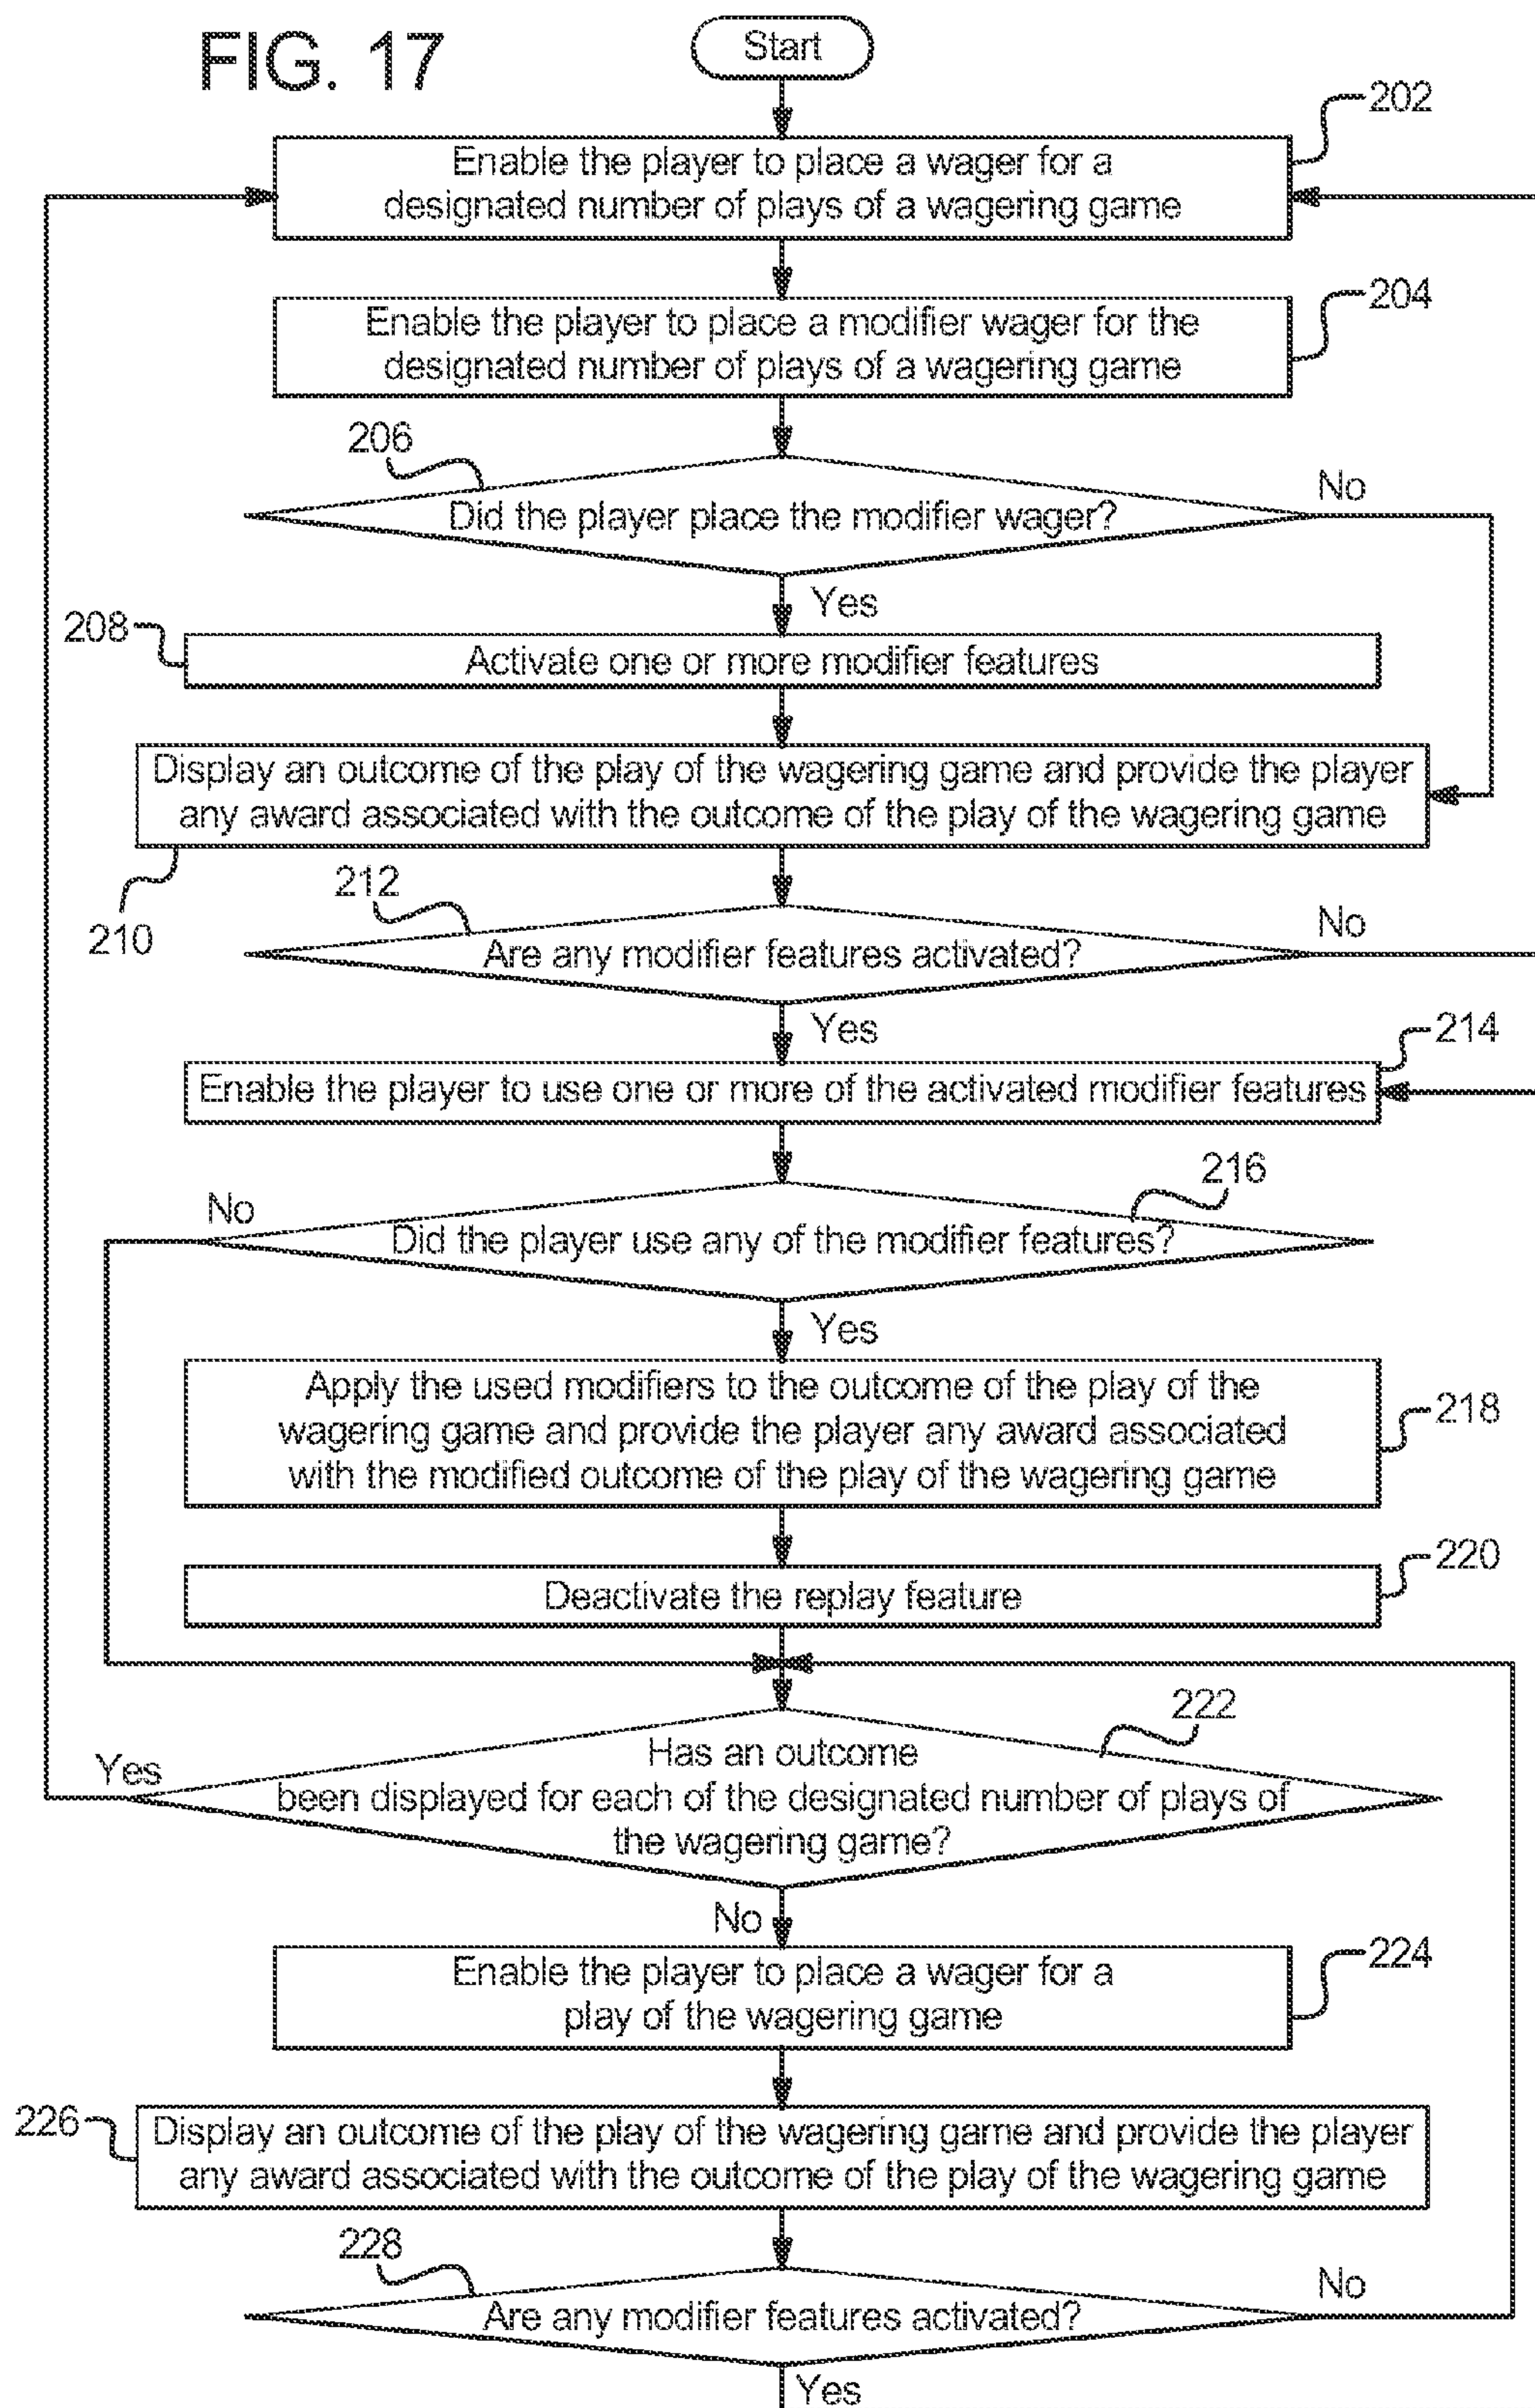 FIG. 17
Start
202
Enable the player to place a wager for a
designated number of plays of a wagering game
204
Enable the player to place a modifier wager for the
designated number of plays of a wagering game
206
Did the player place the modifier wager?
No
Yes
208
Activate one or more modifier features
Display an outcome of the play of the wagering game and provide the player
any award associated with the outcome of the play of the wagering game
210
212
Are any modifier features activated?
No
Yes
214
Enable the player to use one or more of the activated modifier features
216
No
Did the player use any of the modifier features?
Yes
Apply the used modifiers to the outcome of the play of the
wagering game and provide the player any award associated
with the modified outcome of the play of the wagering game
218
220
Deactivate the replay feature
222
Yes
Has an outcome
been displayed for each of the designated number of plays of
the wagering game?
No
224
Enable the player to place a wager for a
play of the wagering game
226
Display an outcome of the play of the wagering game and provide the player
any award associated with the outcome of the play of the wagering game
228
Are any modifier features activated?
No
Yes